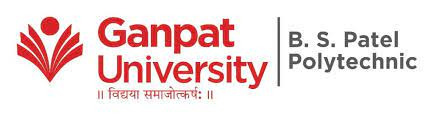 Ganpat
University
॥ विद्यया समाजोत्कर्षः ॥
B. S. Patel
Polytechnic